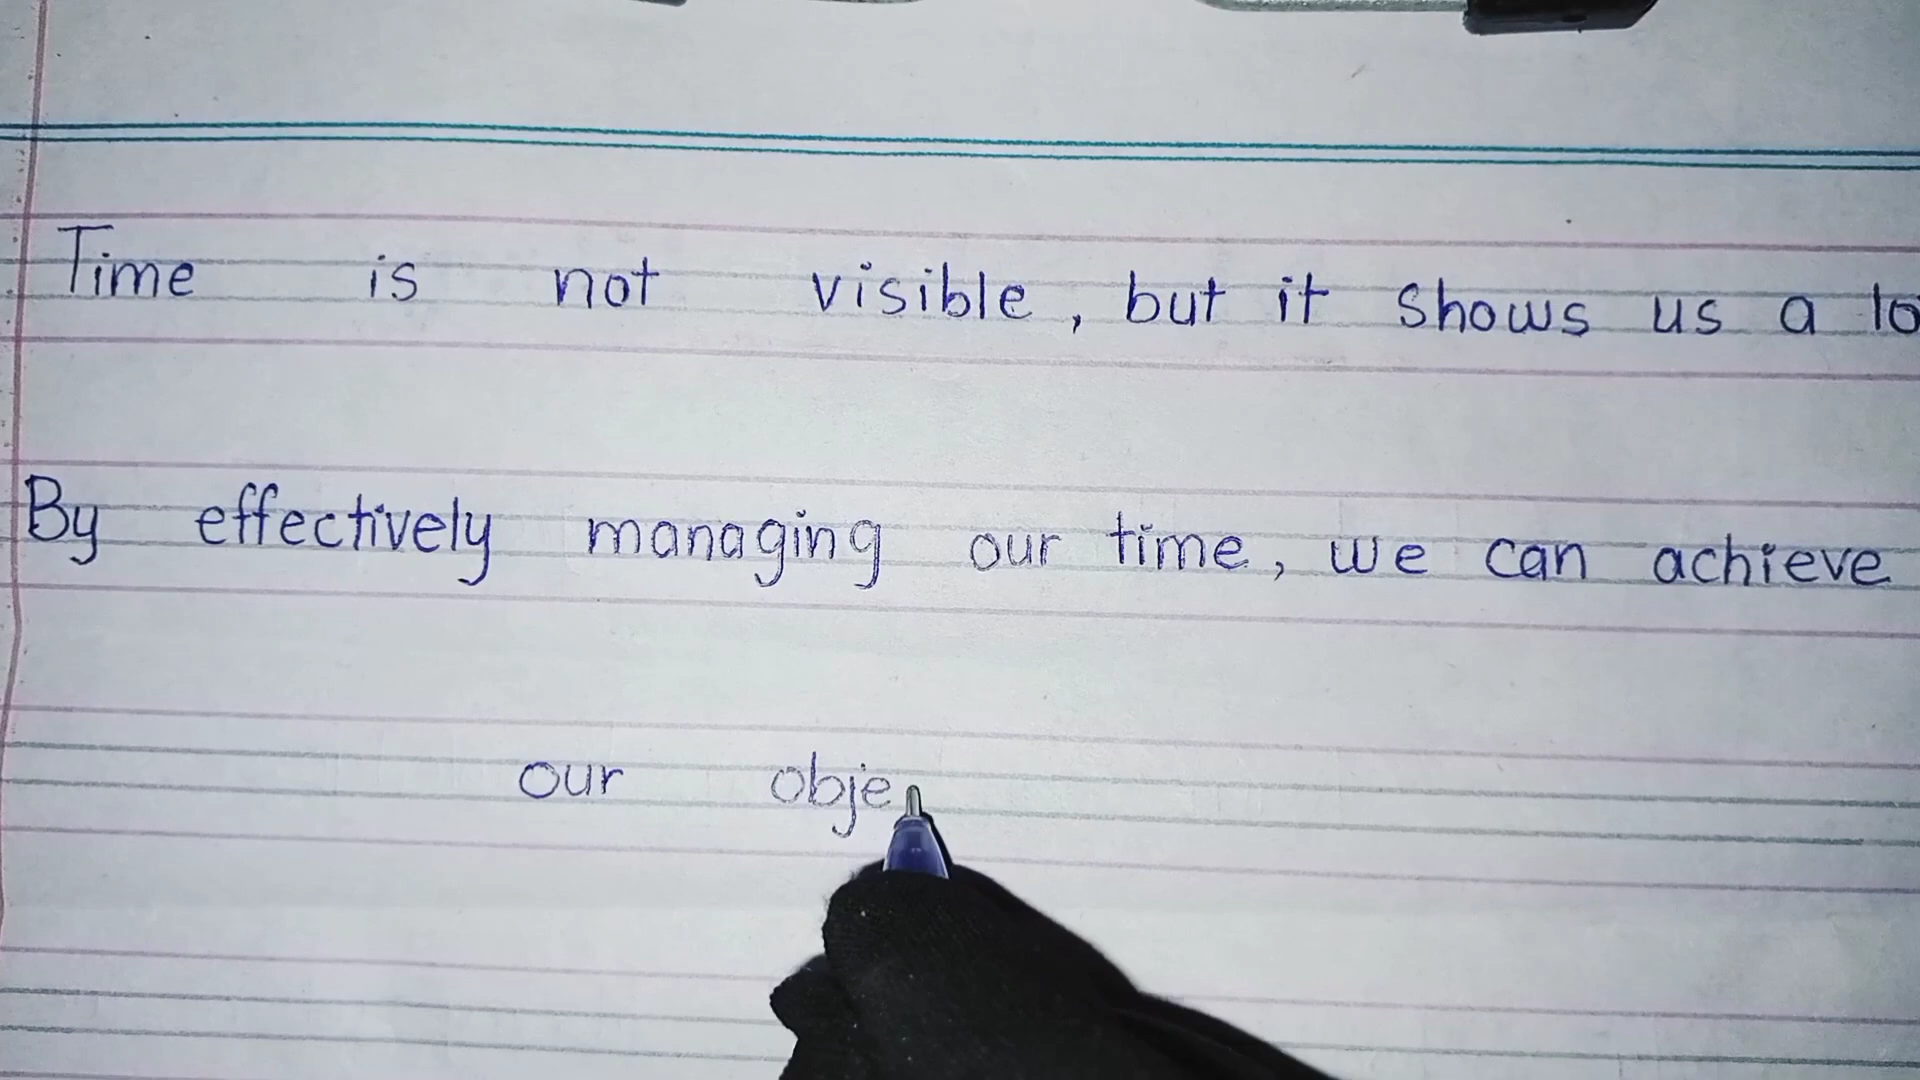 Time is not visible, but it shows us a lo
By effectively managing our time, we can achieve
our obje